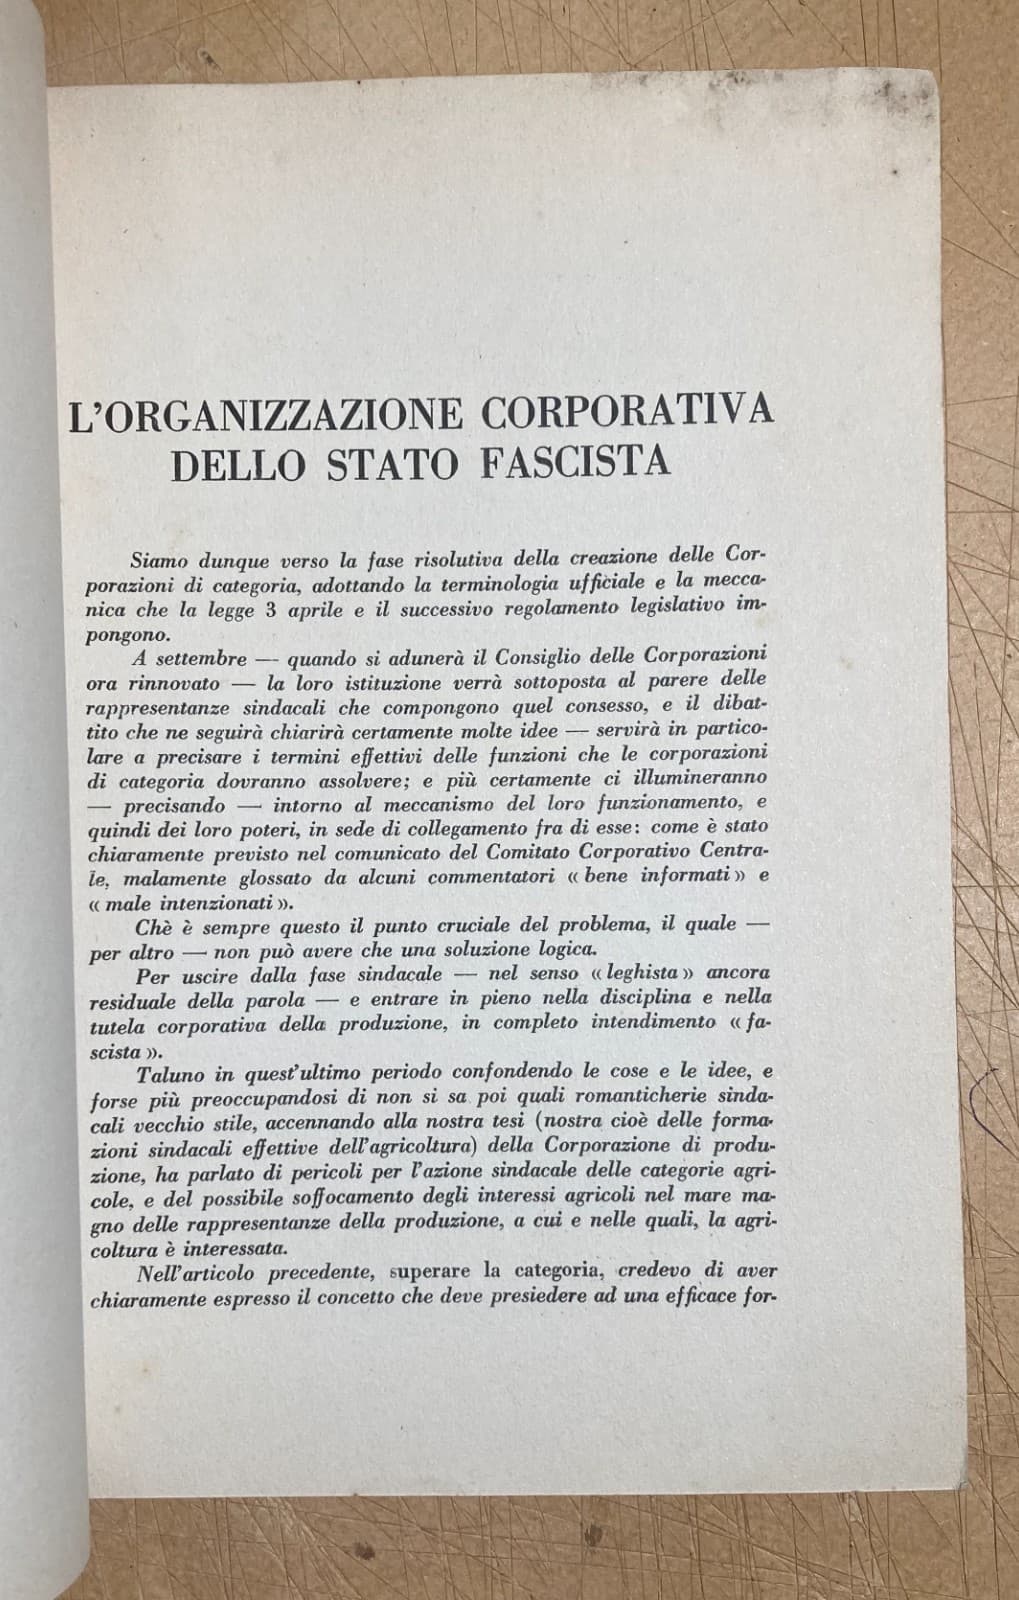 L'ORGANIZZAZIONE CORPORATIVA
DELLO STATO FASCISTA
Siamo dunque verso la fase risolutiva della creazione delle Cor-
porazioni di categoria, adottando la terminologia ufficiale e la mecca-
nica che la legge 3 aprile e il successivo regolamento legislativo im-
pongono.
A settembre — quando si adunerà il Consiglio delle Corporazioni
ora rinnovato — la loro istituzione verrà sottoposta al parere delle
rappresentanze sindacali che compongono quel consesso, e il dibat-
tito che ne seguirà chiarirà certamente molte idee — servirà in partico-
lare a precisare i termini effettivi delle funzioni che le corporazioni
di categoria dovranno assolvere; e più certamente ci illumineranno
— precisando — intorno al meccanismo del loro funzionamento, e
quindi dei loro poteri, in sede di collegamento fra di esse: come è stato
chiaramente previsto nel comunicato del Comitato Corporativo Centra-
le, malamente glossato da alcuni commentatori « bene informati » e
« male intenzionati ».
Chè è sempre questo il punto cruciale del problema, il quale —
per altro — non può avere che una soluzione logica.
Per uscire dalla fase sindacale — nel senso « leghista » ancora
residuale della parola — e entrare in pieno nella disciplina e nella
tutela corporativa della produzione, in completo intendimento « fa-
scista ».
Taluno in quest'ultimo periodo confondendo le cose e le idee, e
forse più preoccupandosi di non si sa poi quali romanticherie sinda-
cali vecchio stile, accennando alla nostra tesi (nostra cioè delle forma-
zioni sindacali effettive dell'agricoltura) della Corporazione di produ-
zione, ha parlato di pericoli per l'azione sindacale delle categorie agri-
cole, e del possibile soffocamento degli interessi agricoli nel mare ma-
gno delle rappresentanze della produzione, a cui e nelle quali, la agri-
coltura è interessata.
Nell'articolo precedente, superare la categoria, credevo di aver
chiaramente espresso il concetto che deve presiedere ad una efficace for-